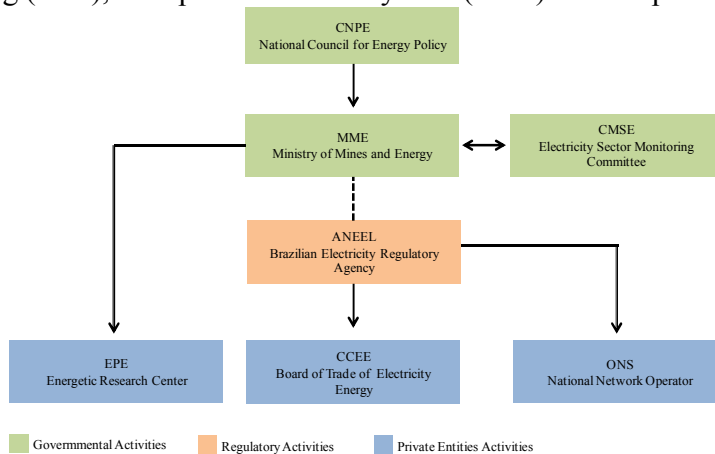 CNPE
National Council for Energy Policy
MME
Ministry of Mines and Energy
CMSE
Electricity Sector Monitoring
Committee
ANEEL
Brazilian Electricity Regulatory
Agency
EPE
Energetic Research Center
CCEE
Board of Trade of Electricity
Energy
ONS
National Network Operator
Governmental Activities
Regulatory Activities
Private Entities Activities